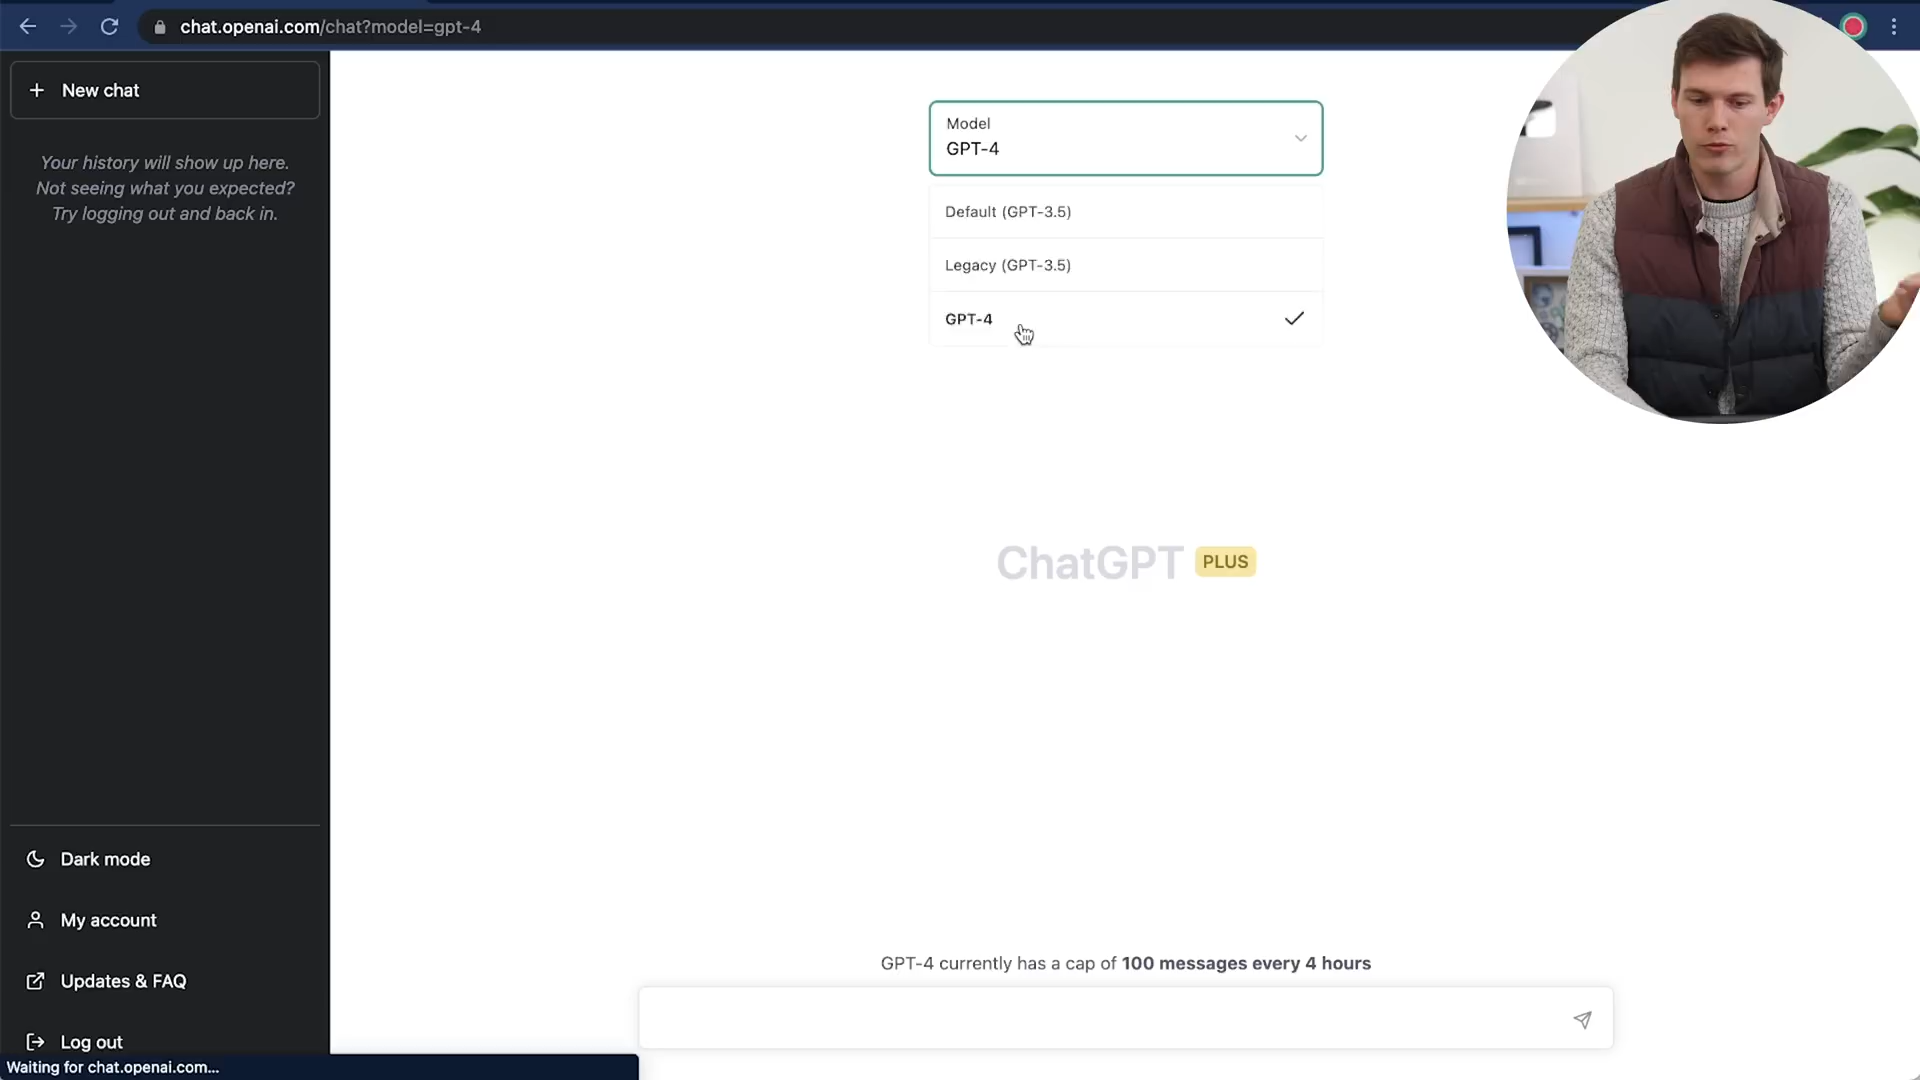 chat.openai.com/chat?model=gpt-4
New chat
Your history will show up here.
Not seeing what you expected?
Try logging out and back in.
Model
GPT-4
Default (GPT-3.5)
Legacy (GPT-3.5)
GPT-4
ChatGPT PLUS
GPT-4 currently has a cap of 100 messages every 4 hours
Dark mode
My account
Updates & FAQ
Log out
Waiting for chat.openai.com...